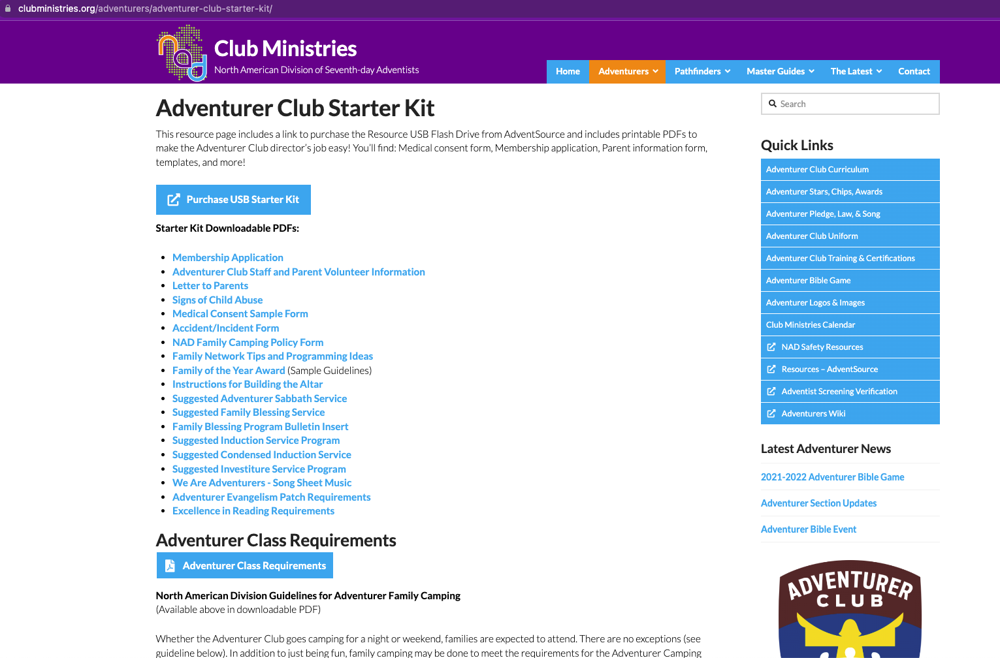 clubministries.org/adventurers/adventurer-club-starter-kit/
nad
Club Ministries
North American Division of Seventh-day Adventists
Home
Adventurers
Pathfinders
Master Guides
The Latest
Contact
Adventurer Club Starter Kit
This resource page includes a link to purchase the Resource USB Flash Drive from AdventSource and includes printable PDFs to
make the Adventurer Club director's job easy! You'll find: Medical consent form, Membership application, Parent information form,
templates, and more!
Purchase USB Starter Kit
Starter Kit Downloadable PDFs:
• Membership Application
• Adventurer Club Staff and Parent Volunteer Information
• Letter to Parents
• Signs of Child Abuse
• Medical Consent Sample Form
• Accident/Incident Form
• NAD Family Camping Policy Form
• Family Network Tips and Programming Ideas
• Family of the Year Award (Sample Guidelines)
• Instructions for Building the Altar
• Suggested Adventurer Sabbath Service
• Suggested Family Blessing Service
• Family Blessing Program Bulletin Insert
• Suggested Induction Service Program
• Suggested Condensed Induction Service
• Suggested Investiture Service Program
• We Are Adventurers - Song Sheet Music
• Adventurer Evangelism Patch Requirements
• Excellence in Reading Requirements
Adventurer Class Requirements
Adventurer Class Requirements
North American Division Guidelines for Adventurer Family Camping
(Available above in downloadable PDF)
Whether the Adventurer Club goes camping for a night or weekend, families are expected to attend. There are no exceptions (see
guideline below). In addition to just being fun, family camping may be done to meet the requirements for the Adventurer Camping
Search
Quick Links
Adventurer Club Curriculum
Adventurer Stars, Chips, Awards
Adventurer Pledge, Law, & Song
Adventurer Club Uniform
Adventurer Club Training & Certifications
Adventurer Bible Game
Adventurer Logos & Images
Club Ministries Calendar
NAD Safety Resources
Resources – AdventSource
Adventist Screening Verification
Adventurers Wiki
Latest Adventurer News
2021-2022 Adventurer Bible Game
Adventurer Section Updates
Adventurer Bible Event
ADVENTURER
CLUB